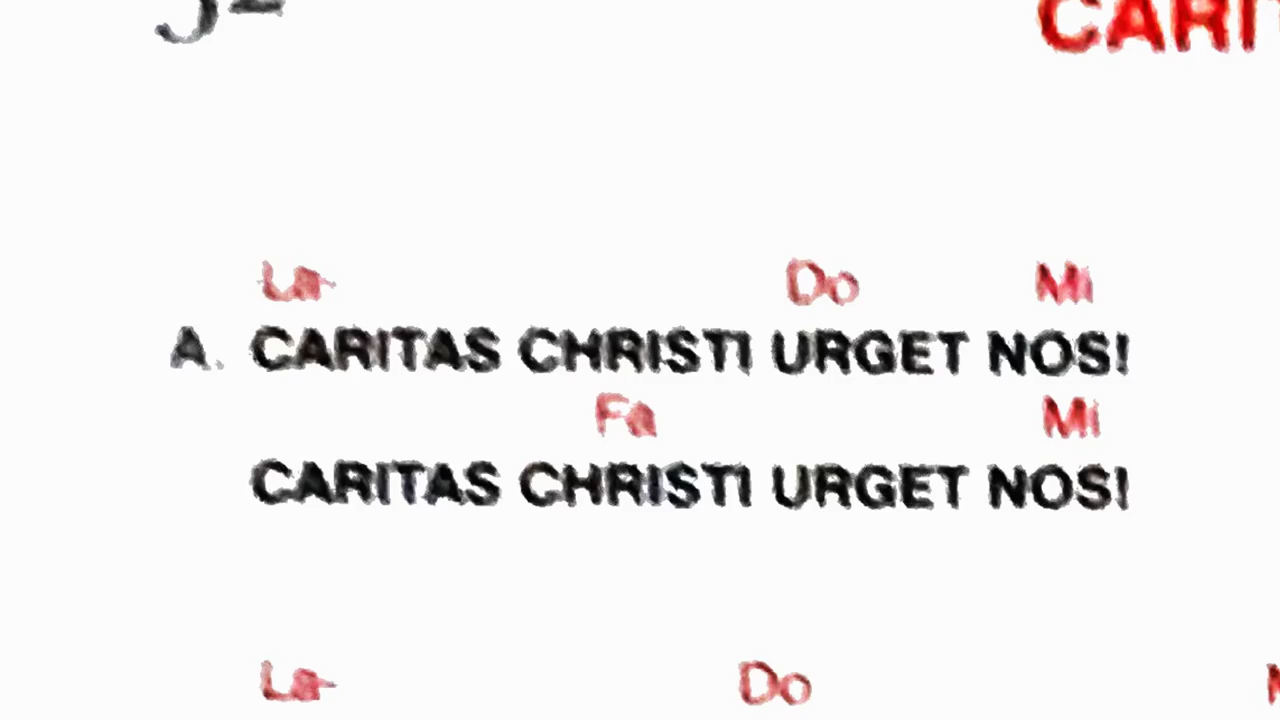 La- Do Mi
A. CARITAS CHRISTI URGET NOS!
Fa Mi
CARITAS CHRISTI URGET NOS!
La- Do